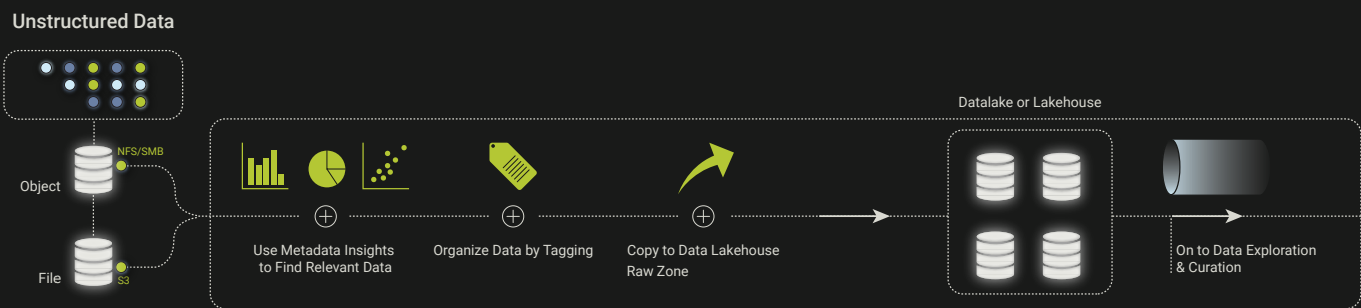 Unstructured Data
NFS/SMB
Object
File
S3
Use Metadata Insights
to Find Relevant Data
Organize Data by Tagging
Copy to Data Lakehouse
Raw Zone
Datalake or Lakehouse
On to Data Exploration
& Curation